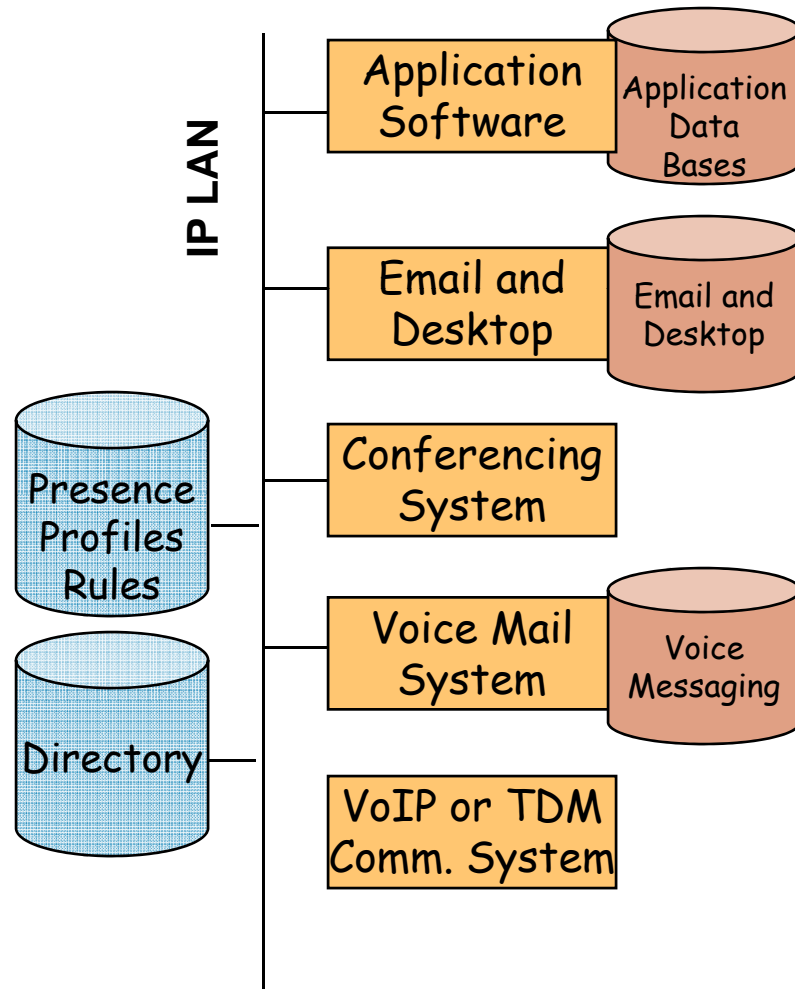 IP LAN
Application
Software
Application
Data
Bases
Email and
Desktop
Email and
Desktop
Presence
Profiles
Rules
Conferencing
System
Voice Mail
System
Voice
Messaging
Directory
VoIP or TDM
Comm. System